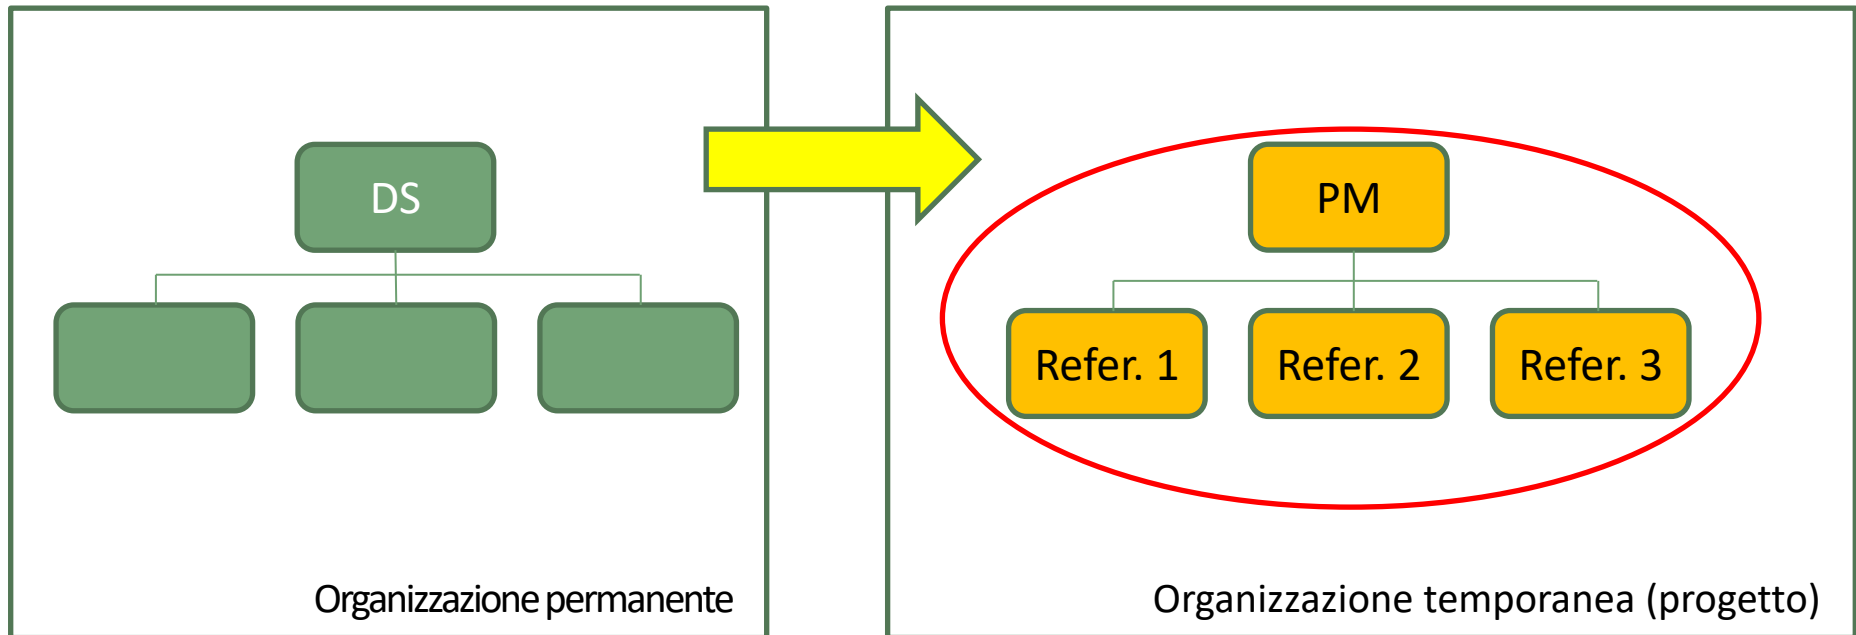 DS
Organizzazione permanente
PM
Refer. 1
Refer. 2
Refer. 3
Organizzazione temporanea (progetto)